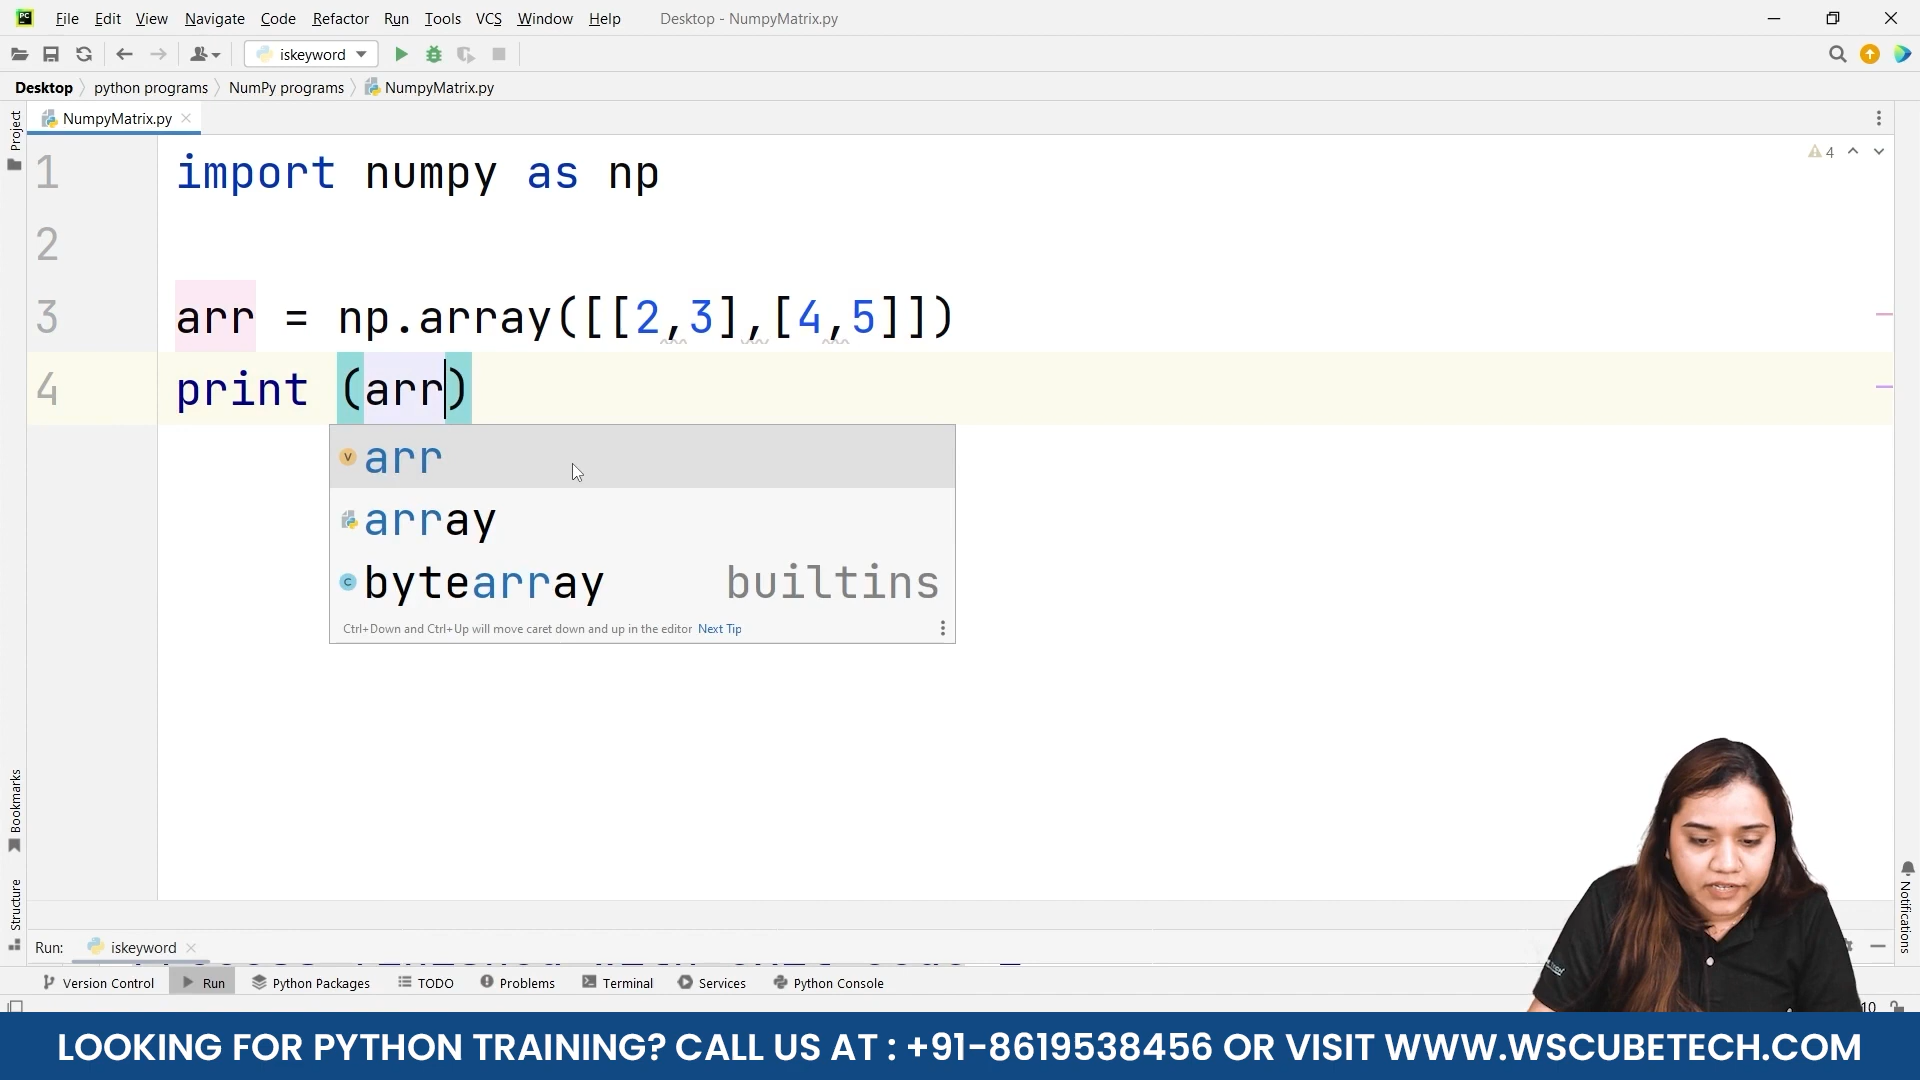 File Edit View Navigate Code Refactor Run Tools VCS Window Help Desktop - NumpyMatrix.py
iskeyword
Desktop python programs NumPy programs NumpyMatrix.py
Project
NumpyMatrix.py
1 import numpy as np
4
2
3 arr = np.array([[2,3],[4,5]])
4 print (arr)
arr
array
bytearray builtins
Ctrl+Down and Ctrl+Up will move caret down and up in the editor Next Tip
Bookmarks
Structure
Notifications
Run: iskeyword
Version Control Run Python Packages TODO Problems Terminal Services Python Console
LOOKING FOR PYTHON TRAINING? CALL US AT : +91-8619538456 OR VISIT WWW.WSCUBETECH.COM